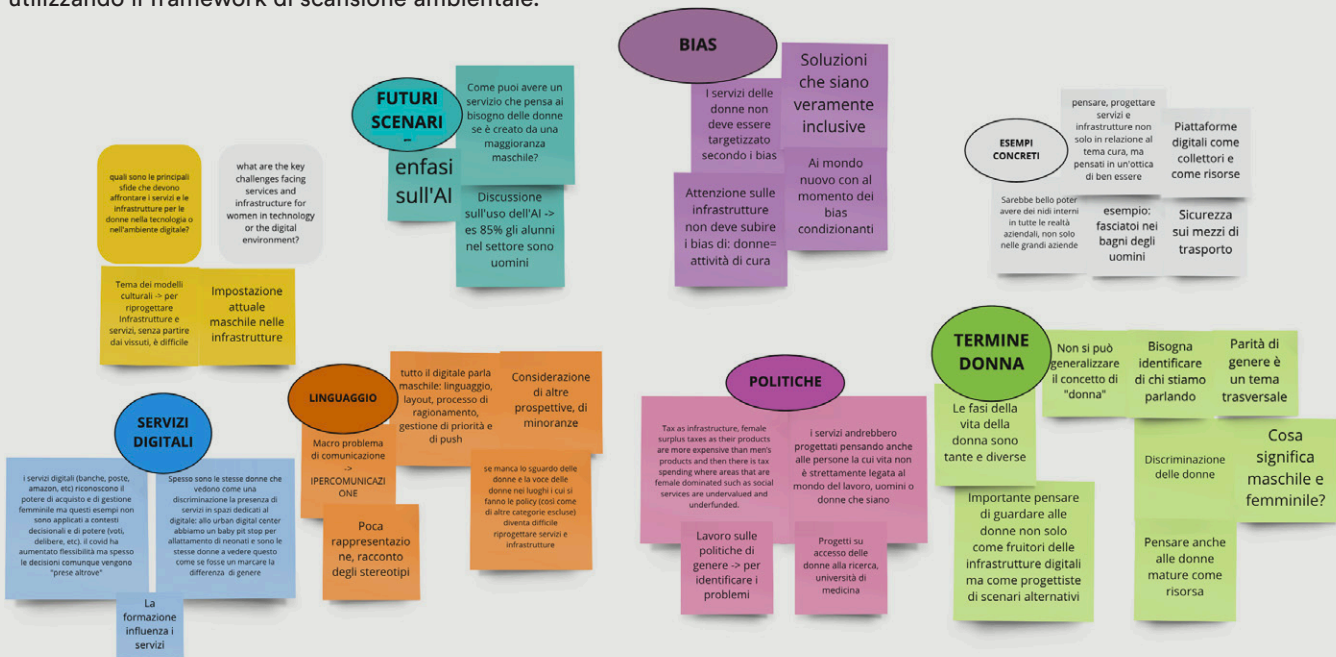 utilizzando il framework di scansione ambientale.
quali sono le principali
sfide che devono
affrontare i servizi e le
infrastrutture per le
donne nella tecnologia o
nell'ambiente digitale?
what are the key
challenges facing
services and
infrastructure for
women in technology
or the digital
environment?
Tema dei modelli
culturali -> per
riprogettare
Infrastrutture e
servizi, senza partire
dai vissuti, è difficile
Impostazione
attuale
maschile nelle
infrastrutture
FUTURI
SCENARI
–
enfasi
sull'AI
Come puoi avere un
servizio che pensa ai
bisogno delle donne
se è creato da una
maggioranza
maschile?
Discussione
sull'uso dell'AI ->
es 85% gli alunni
nel settore sono
uomini
BIAS
I servizi delle
donne non
deve essere
targetizzato
secondo i bias
Soluzioni
che siano
veramente
inclusive
Attenzione sulle
infrastrutture
non deve subire
i bias di: donne=
attività di cura
Ai mondo
nuovo con al
momento dei
bias
condizionanti
ESEMPI
CONCRETI
pensare, progettare
servizi e
infrastrutture non
solo in relazione al
tema cura, ma
pensati in un'ottica
di ben essere
Piattaforme
digitali come
collettori e
come risorse
Sarebbe bello poter
avere dei nidi interni
in tutte le realtà
aziendali, non solo
nelle grandi aziende
esempio:
fasciatoi nei
bagni degli
uomini
Sicurezza
sui mezzi di
trasporto
SERVIZI
DIGITALI
i servizi digitali (banche, poste,
amazon, etc) riconoscono il
potere di acquisto e di gestione
femminile ma questi esempi non
sono applicati a contesti
decisionali e di potere (voti,
delibere, etc). il covid ha
aumentato flessibilità ma spesso
le decisioni comunque vengono
"prese altrove"
Spesso sono le stesse donne che
vedono come una
discriminazione la presenza di
servizi in spazi dedicati al
digitale: allo urban digital center
abbiamo un baby pit stop per
allattamento di neonati e sono le
stesse donne a vedere questo
come se fosse un marcare la
differenza di genere
La
formazione
influenza i
servizi
LINGUAGGIO
tutto il digitale parla
maschile: linguaggio,
layout, processo di
ragionamento,
gestione di priorità e
di push
Considerazione
di altre
prospettive, di
minoranze
Macro problema
di comunicazione
->
IPERCOMUNICAZI
ONE
Poca
rappresentazio
ne, racconto
degli stereotipi
se manca lo sguardo delle
donne e la voce delle
donne nei luoghi i cui si
fanno le policy (così come
di altre categorie escluse)
diventa difficile
riprogettare servizi e
infrastrutture
POLITICHE
Tax as infrastructure, female
surplus taxes as their products
are more expensive than men's
products and then there is tax
spending where areas that are
female dominated such as social
services are undervalued and
underfunded.
i servizi andrebbero
progettati pensando anche
alle persone la cui vita non
è strettamente legata al
mondo del lavoro, uomini o
donne che siano
Lavoro sulle
politiche di
genere -> per
identificare i
problemi
Progetti su
accesso delle
donne alla ricerca,
università di
medicina
TERMINE
DONNA
Non si può
generalizzare
il concetto di
"donna"
Bisogna
identificare
di chi stiamo
parlando
Parità di
genere è
un tema
trasversale
Le fasi della
vita della
donna sono
tante e diverse
Discriminazione
delle donne
Cosa
significa
maschile e
femminile?
Importante pensare
di guardare alle
donne non solo
come fruitori delle
infrastrutture digitali
ma come progettiste
di scenari alternativi
Pensare anche
alle donne
mature come
risorsa